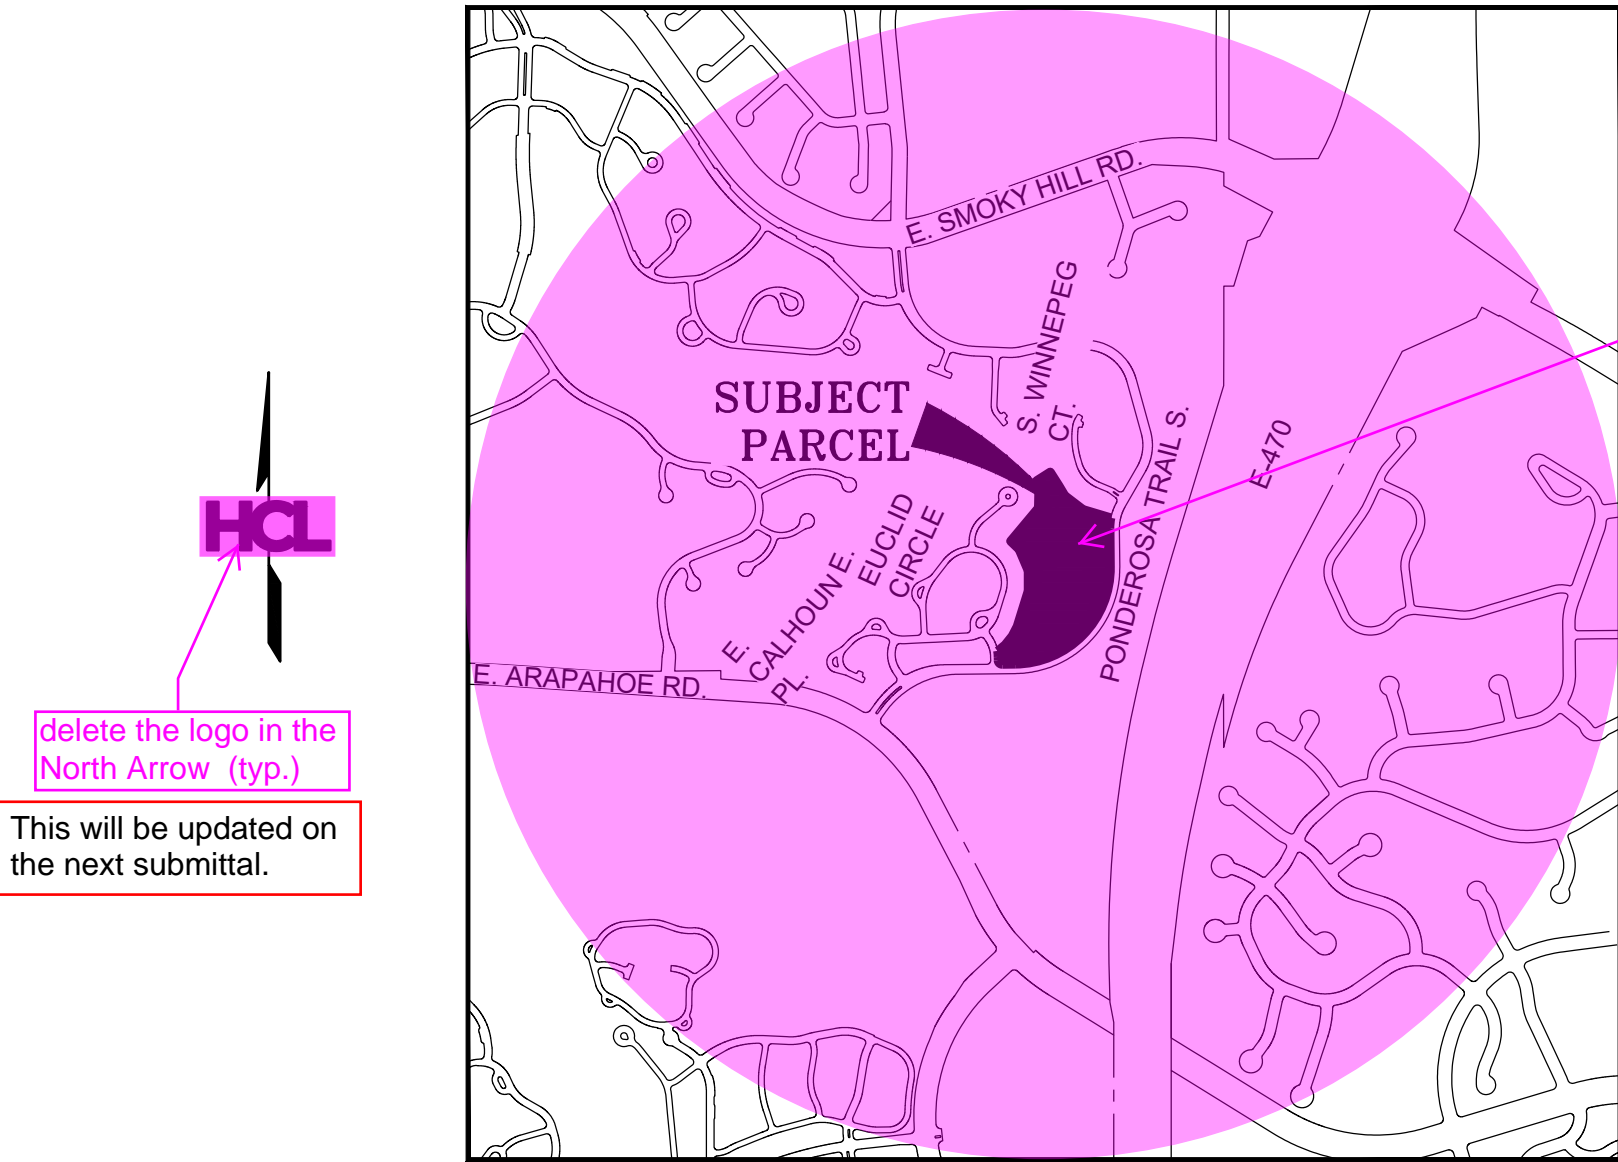 E. SMOKY HILL RD.
S. WINNEPEG
CT.
SUBJECT
PARCEL
PONDEROSA TRAIL S.
E-470
EUCLID
CIRCLE
E.
CALHOUN E.
PL.
E. ARAPAHOE RD.
HCL
delete the logo in the
North Arrow (typ.)
This will be updated on
the next submittal.